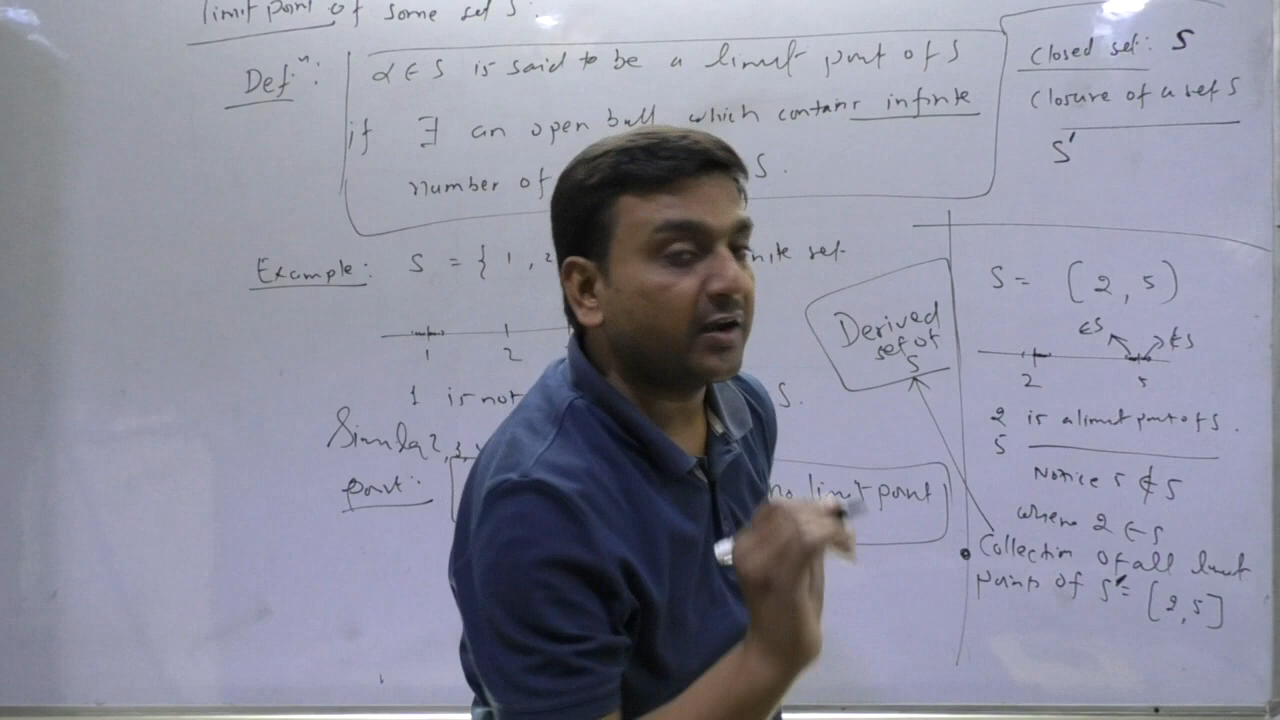 limit point of some set S.
Defⁿ: α ∈ S is said to be a limit point of S
if ∃ an open ball which contains infinite
number of S.
Example: S = { 1, 2 nite set
1 2
1 is not S.
Similar 2, 3,
point: no limit point
Derived
set of
S
Closed set: S
Closure of a set S
S'
S = (2, 5)
∈S ∉S
2 5
2 is a limit point of S.
5
Notice 5 ∉ S
where 2 ∈ S
• Collection of all limit
points of S' = [2, 5]